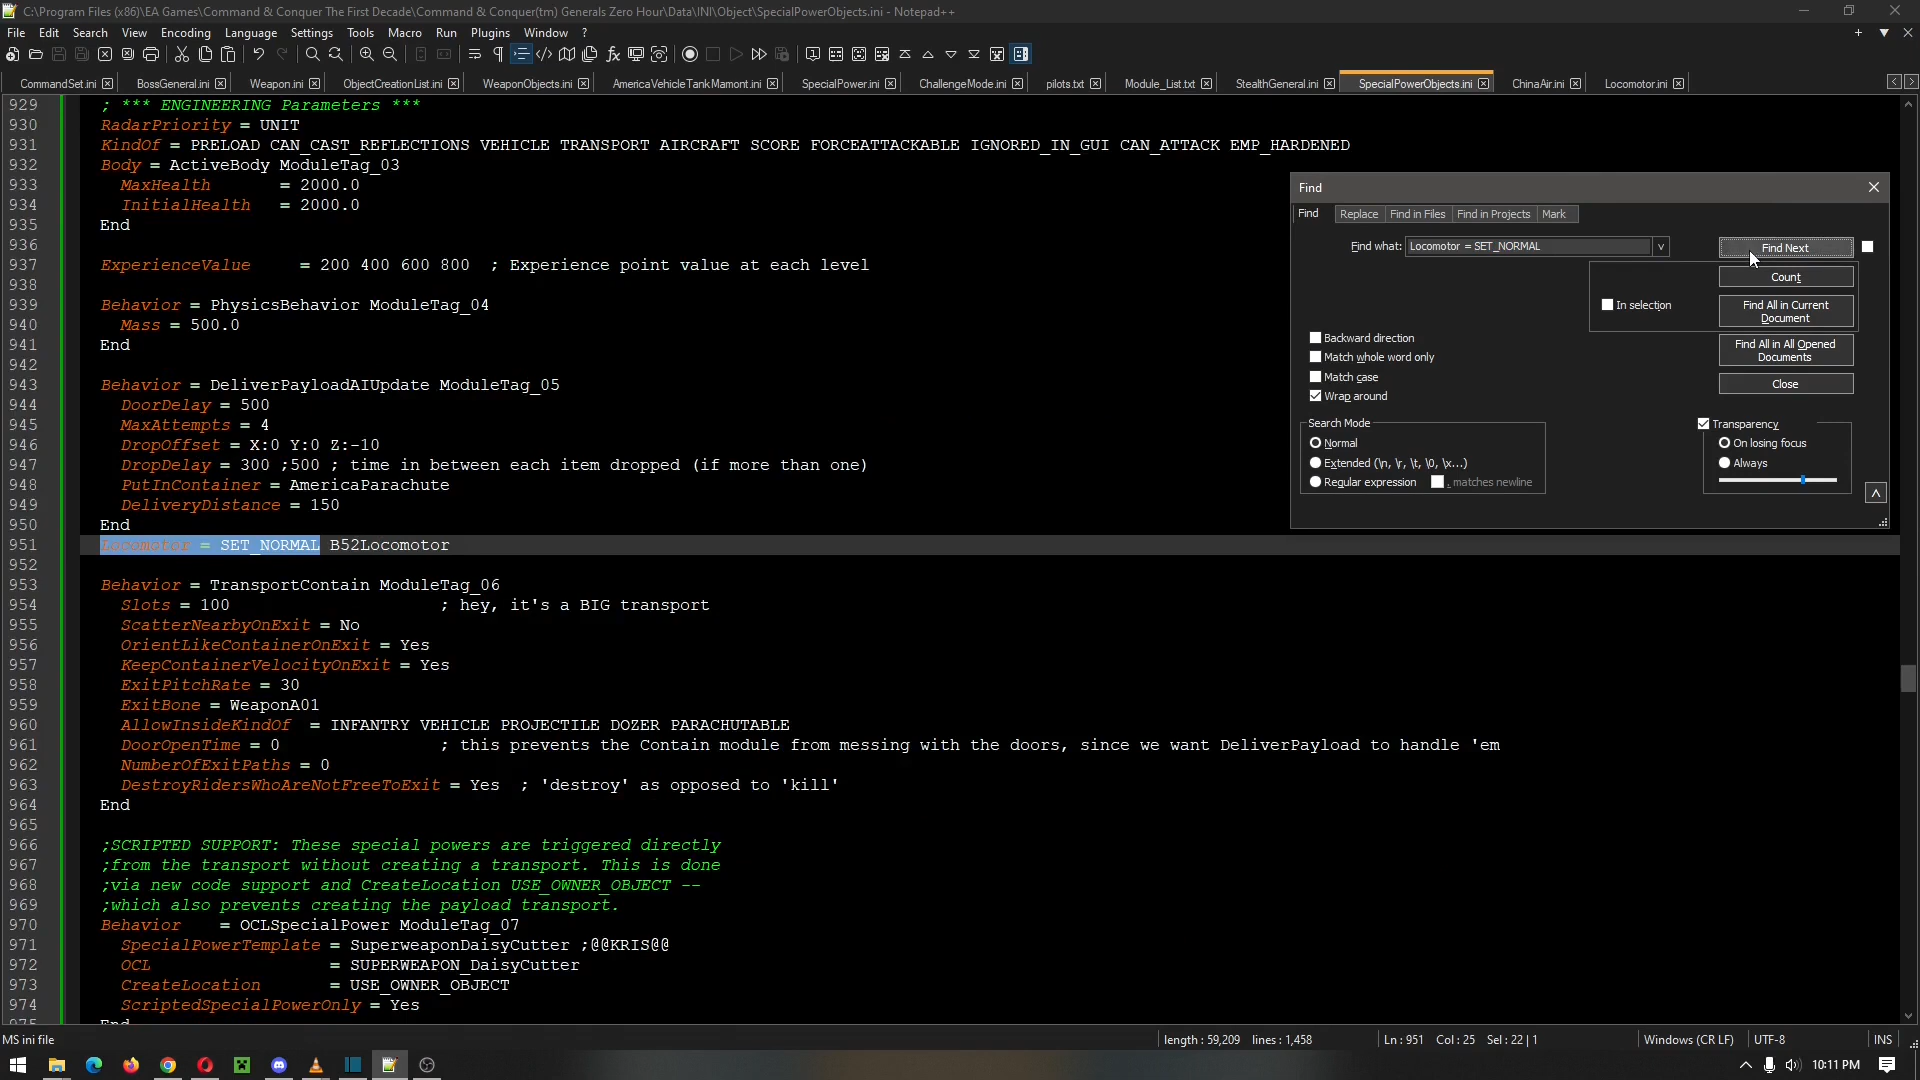 C:\Program Files (x86)\EA Games\Command & Conquer The First Decade\Command & Conquer(tm) Generals Zero Hour\Data\INI\Object\SpecialPowerObjects.ini - Notepad++
File Edit Search View Encoding Language Settings Tools Macro Run Plugins Window ?
CommandSet.ini BossGeneral.ini Weapon.ini ObjectCreationList.ini WeaponObjects.ini AmericaVehicleTankMamont.ini SpecialPower.ini ChallengeMode.ini pilots.txt Module_List.txt StealthGeneral.ini SpecialPowerObjects.ini ChinaAir.ini Locomotor.ini
929 ; *** ENGINEERING Parameters ***
930 RadarPriority = UNIT
931 KindOf = PRELOAD CAN_CAST_REFLECTIONS VEHICLE TRANSPORT AIRCRAFT SCORE FORCEATTACKABLE IGNORED_IN_GUI CAN_ATTACK EMP_HARDENED
932 Body = ActiveBody ModuleTag_03
933 MaxHealth = 2000.0
934 InitialHealth = 2000.0
935 End
936
937 ExperienceValue = 200 400 600 800 ; Experience point value at each level
938
939 Behavior = PhysicsBehavior ModuleTag_04
940 Mass = 500.0
941 End
942
943 Behavior = DeliverPayloadAIUpdate ModuleTag_05
944 DoorDelay = 500
945 MaxAttempts = 4
946 DropOffset = X:0 Y:0 Z:-10
947 DropDelay = 300 ;500 ; time in between each item dropped (if more than one)
948 PutInContainer = AmericaParachute
949 DeliveryDistance = 150
950 End
951 Locomotor = SET_NORMAL B52Locomotor
952
953 Behavior = TransportContain ModuleTag_06
954 Slots = 100 ; hey, it's a BIG transport
955 ScatterNearbyOnExit = No
956 OrientLikeContainerOnExit = Yes
957 KeepContainerVelocityOnExit = Yes
958 ExitPitchRate = 30
959 ExitBone = WeaponA01
960 AllowInsideKindOf = INFANTRY VEHICLE PROJECTILE DOZER PARACHUTABLE
961 DoorOpenTime = 0 ; this prevents the Contain module from messing with the doors, since we want DeliverPayload to handle 'em
962 NumberOfExitPaths = 0
963 DestroyRidersWhoAreNotFreeToExit = Yes ; 'destroy' as opposed to 'kill'
964 End
965
966 ;SCRIPTED SUPPORT: These special powers are triggered directly
967 ;from the transport without creating a transport. This is done
968 ;via new code support and CreateLocation USE_OWNER_OBJECT --
969 ;which also prevents creating the payload transport.
970 Behavior = OCLSpecialPower ModuleTag_07
971 SpecialPowerTemplate = SuperweaponDaisyCutter ;@@KRIS@@
972 OCL = SUPERWEAPON_DaisyCutter
973 CreateLocation = USE_OWNER_OBJECT
974 ScriptedSpecialPowerOnly = Yes
975 End
Find
Find Replace Find in Files Find in Projects Mark
Find what: Locomotor = SET_NORMAL
Find Next
Count
In selection
Find All in Current Document
Find All in All Opened Documents
Close
Backward direction
Match whole word only
Match case
Wrap around
Search Mode
Normal
Extended (\n, \r, \t, \0, \x...)
Regular expression . matches newline
Transparency
On losing focus
Always
MS ini file length : 59,209 lines : 1,458 Ln : 951 Col : 25 Sel : 22 | 1 Windows (CR LF) UTF-8 INS
10:11 PM